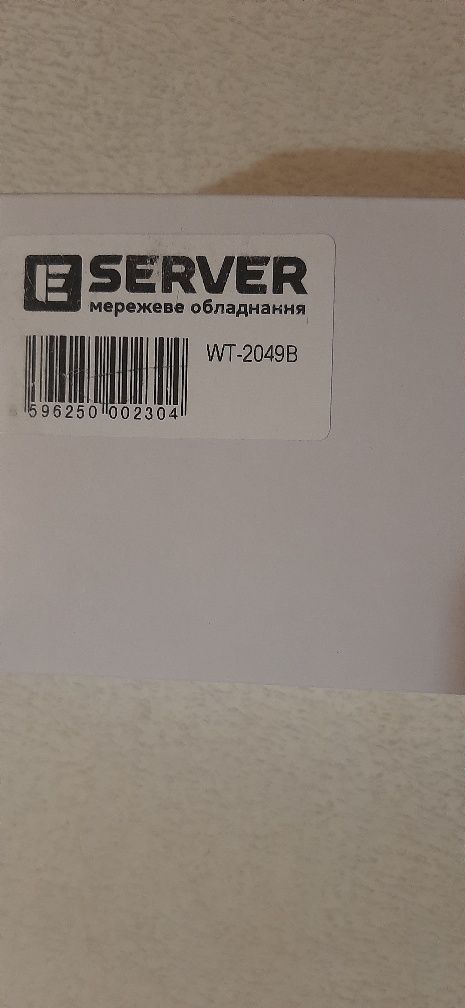 E SERVER
мережеве обладнання
WT-2049B
596250 002304